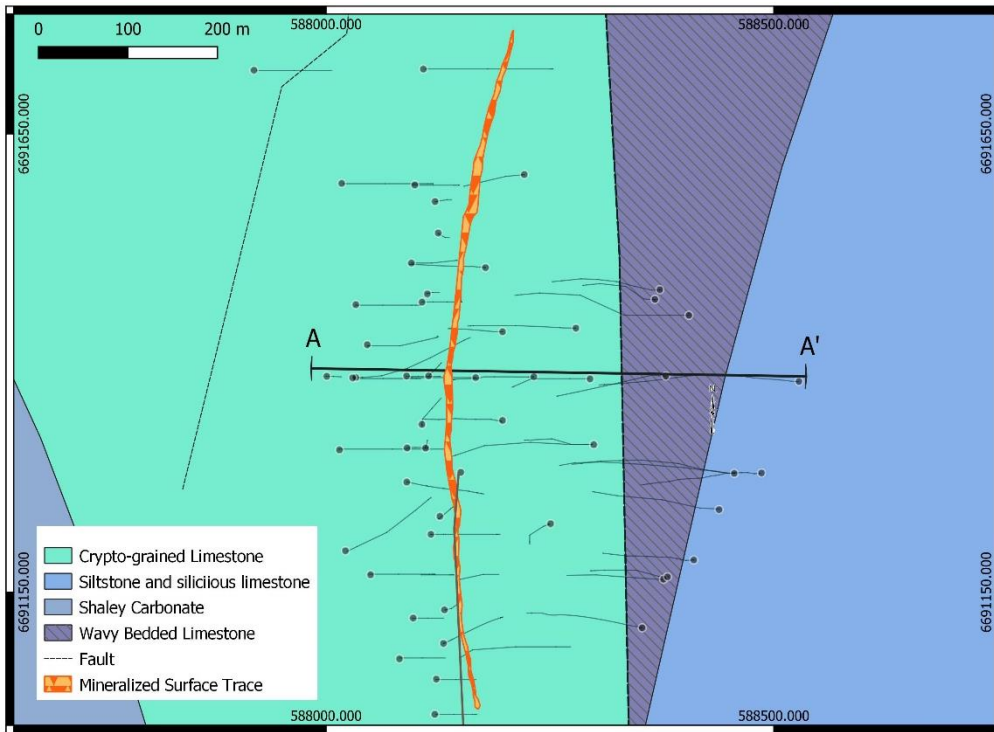 588000.000
588500.000
0 100 200 m
6691650.000
6691650.000
A
A'
Crypto-grained Limestone
Siltstone and silicious limestone
Shaley Carbonate
Wavy Bedded Limestone
Fault
Mineralized Surface Trace
6691150.000
6691150.000
588000.000
588500.000